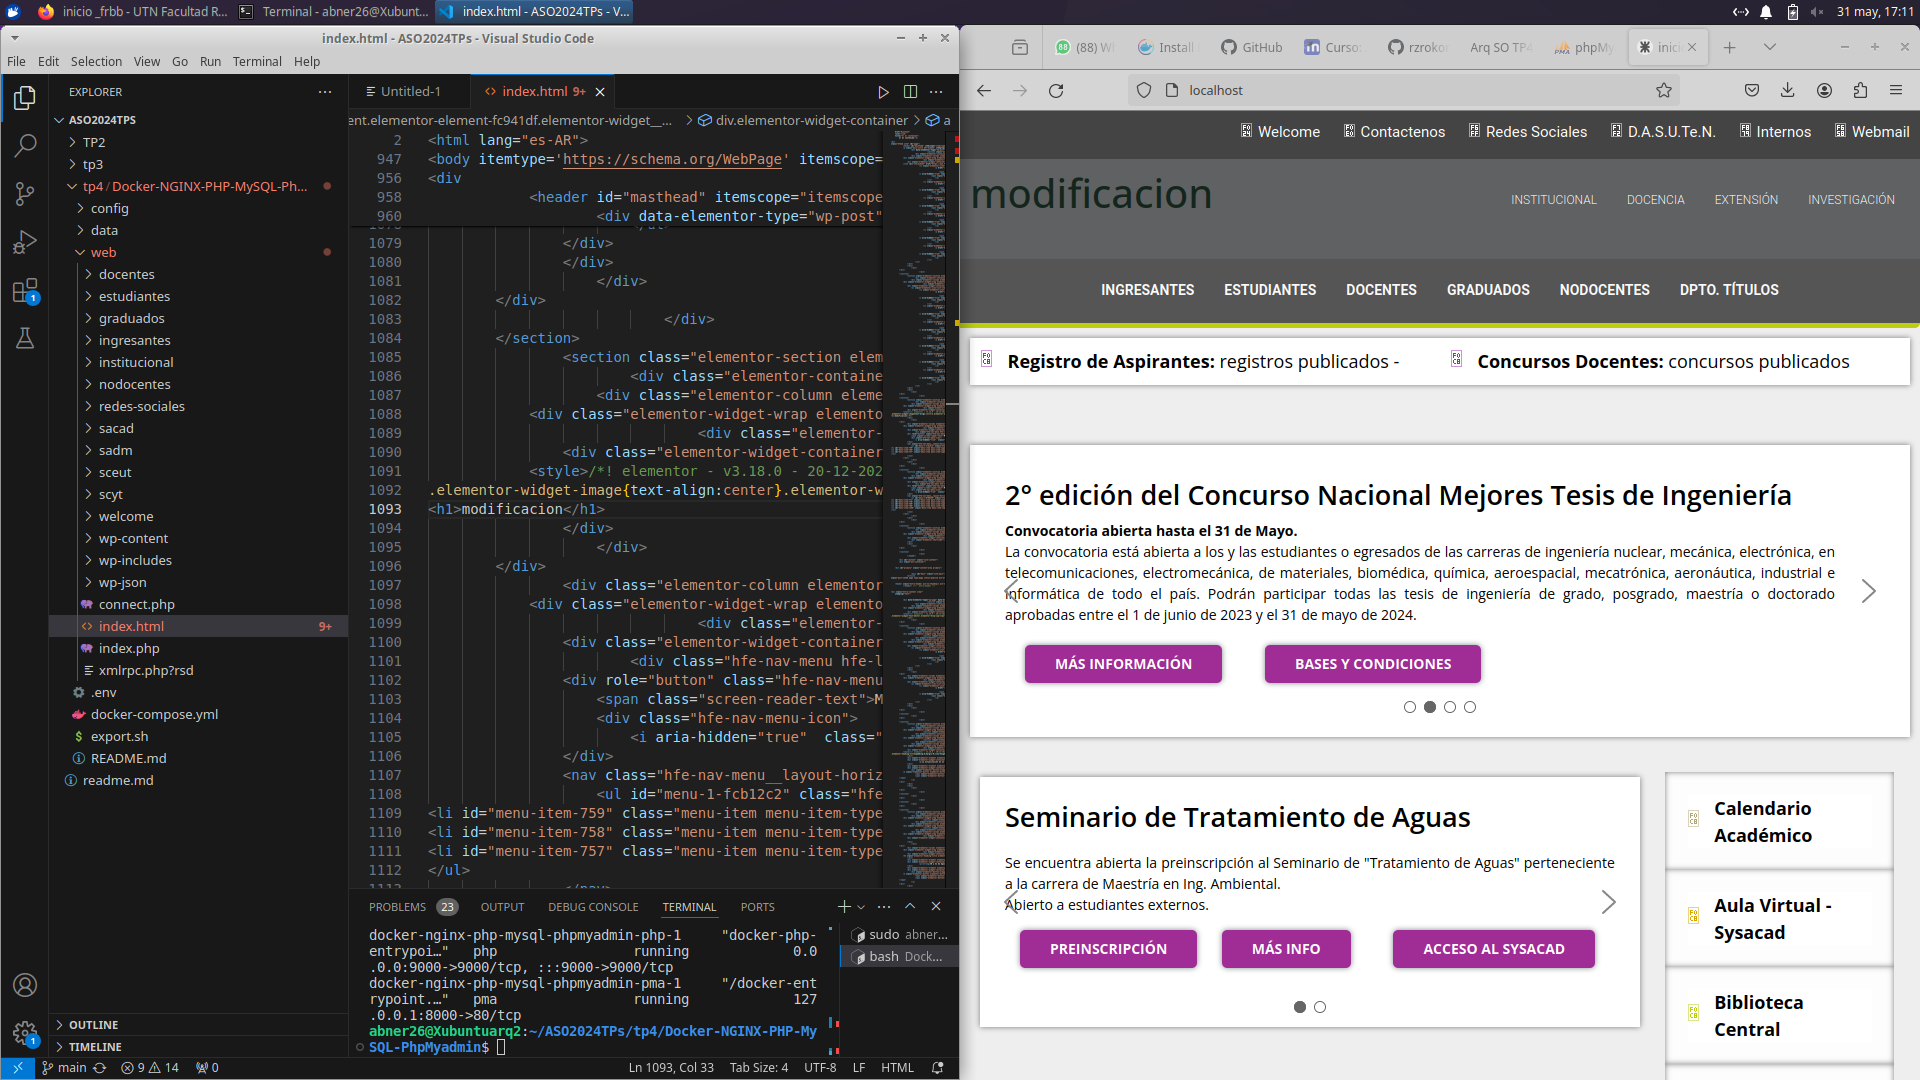 inicio _frbb - UTN Facultad R...
Terminal - abner26@Xubunt...
index.html - ASO2024TPs - V...
31 may, 17:11
index.html - ASO2024TPs - Visual Studio Code
File Edit Selection View Go Run Terminal Help
EXPLORER
ASO2024TPS
TP2
tp3
tp4 / Docker-NGINX-PHP-MySQL-Ph...
config
data
web
docentes
estudiantes
graduados
ingresantes
institucional
nodocentes
redes-sociales
sacad
sadm
sceut
scyt
welcome
wp-content
wp-includes
wp-json
connect.php
index.html 9+
index.php
xmlrpc.php?rsd
.env
docker-compose.yml
export.sh
README.md
readme.md
OUTLINE
TIMELINE
1
1
Untitled-1
index.html 9+
ent.elementor-element-fc941df.elementor-widget__... > div.elementor-widget-container > a
2 <html lang="es-AR">
947 <body itemtype='https://schema.org/WebPage' itemscope=
956 <div
958 <header id="masthead" itemscope="itemscope
960 <div data-elementor-type="wp-post"
1079 </div>
1080 </div>
1081 </div>
1082 </div>
1083 </div>
1084 </section>
1085 <section class="elementor-section elem
1086 <div class="elementor-containe
1087 <div class="elementor-column eleme
1088 <div class="elementor-widget-wrap elemento
1089 <div class="elementor-
1090 <div class="elementor-widget-container
1091 <style>/*! elementor - v3.18.0 - 20-12-202
1092 .elementor-widget-image{text-align:center}.elementor-w
1093 <h1>modificacion</h1>
1094 </div>
1095 </div>
1096 </div>
1097 <div class="elementor-column elementor
1098 <div class="elementor-widget-wrap elemento
1099 <div class="elementor-
1100 <div class="elementor-widget-container
1101 <div class="hfe-nav-menu hfe-l
1102 <div role="button" class="hfe-nav-menu
1103 <span class="screen-reader-text">M
1104 <div class="hfe-nav-menu-icon">
1105 <i aria-hidden="true" class="
1106 </div>
1107 <nav class="hfe-nav-menu__layout-horiz
1108 <ul id="menu-1-fcb12c2" class="hfe
1109 <li id="menu-item-759" class="menu-item menu-item-type
1110 <li id="menu-item-758" class="menu-item menu-item-type
1111 <li id="menu-item-757" class="menu-item menu-item-type
1112 </ul>
PROBLEMS 23 OUTPUT DEBUG CONSOLE TERMINAL PORTS
docker-nginx-php-mysql-phpmyadmin-php-1 "docker-php-
entrypoi…" php running 0.0
.0.0:9000->9000/tcp, :::9000->9000/tcp
docker-nginx-php-mysql-phpmyadmin-pma-1 "/docker-ent
rypoint.…" pma running 127
.0.0.1:8000->80/tcp
abner26@Xubuntuarq2:~/ASO2024TPs/tp4/Docker-NGINX-PHP-My
SQL-PhpMyadmin$
sudo abner...
bash Dock...
main 9 14 0
Ln 1093, Col 33 Tab Size: 4 UTF-8 LF HTML
(88) W
Install
GitHub
Curso:
rzroko
Arq SO TP4
phpMy
inici
localhost
Welcome Contactenos Redes Sociales D.A.S.U.Te.N. Internos Webmail
modificacion
INSTITUCIONAL DOCENCIA EXTENSIÓN INVESTIGACIÓN
INGRESANTES ESTUDIANTES DOCENTES GRADUADOS NODOCENTES DPTO. TÍTULOS
Registro de Aspirantes: registros publicados -
Concursos Docentes: concursos publicados
2° edición del Concurso Nacional Mejores Tesis de Ingeniería
Convocatoria abierta hasta el 31 de Mayo.
La convocatoria está abierta a los y las estudiantes o egresados de las carreras de ingeniería nuclear, mecánica, electrónica, en
telecomunicaciones, electromecánica, de materiales, biomédica, química, aeroespacial, mecatrónica, aeronáutica, industrial e
informática de todo el país. Podrán participar todas las tesis de ingeniería de grado, posgrado, maestría o doctorado
aprobadas entre el 1 de junio de 2023 y el 31 de mayo de 2024.
MÁS INFORMACIÓN BASES Y CONDICIONES
Seminario de Tratamiento de Aguas
Se encuentra abierta la preinscripción al Seminario de "Tratamiento de Aguas" perteneciente
a la carrera de Maestría en Ing. Ambiental.
Abierto a estudiantes externos.
PREINSCRIPCIÓN MÁS INFO ACCESO AL SYSACAD
Calendario
Académico
Aula Virtual -
Sysacad
Biblioteca
Central